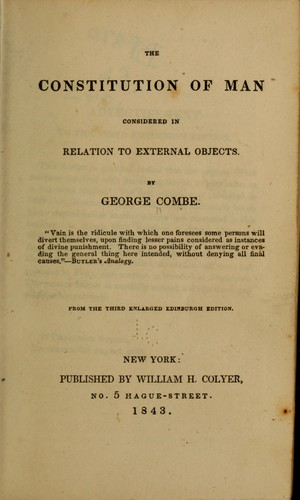 THE
CONSTITUTION OF MAN
CONSIDERED IN
RELATION TO EXTERNAL OBJECTS.
BY
GEORGE COMBE.
"Vain is the ridicule with which one foresees some persons will
divert themselves, upon finding lesser pains considered as instances
of divine punishment. There is no possibility of answering or eva-
ding the general thing here intended, without denying all final
causes."—BUTLER'S Analogy.
FROM THE THIRD ENLARGED EDINBURGH EDITION.
NEW YORK:
PUBLISHED BY WILLIAM H. COLYER,
NO. 5 HAGUE-STREET.
1843.